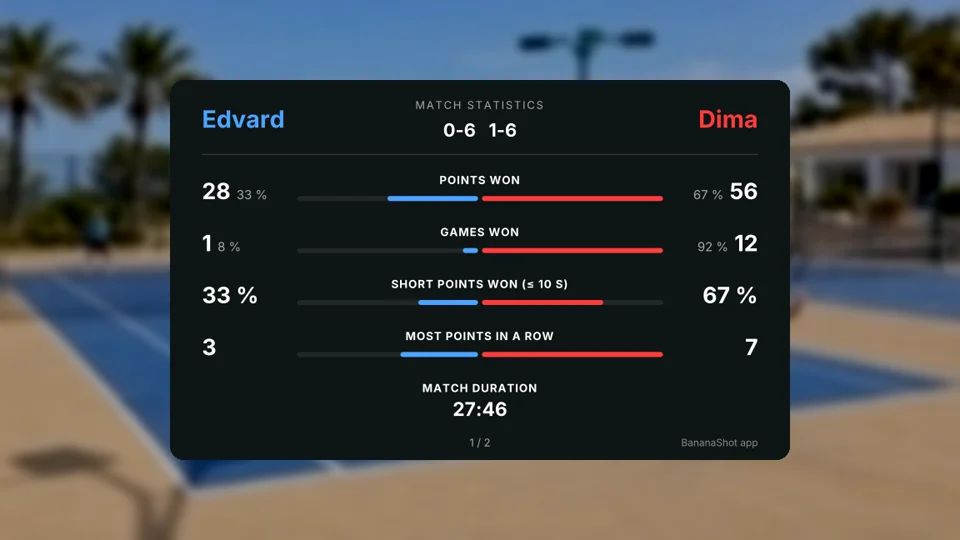 Edvard
MATCH STATISTICS
0-6 1-6
Dima
POINTS WON
28 33 %
67 % 56
GAMES WON
1 8 %
92 % 12
SHORT POINTS WON (≤ 10 S)
33 %
67 %
MOST POINTS IN A ROW
3
7
MATCH DURATION
27:46
1 / 2
BananaShot app